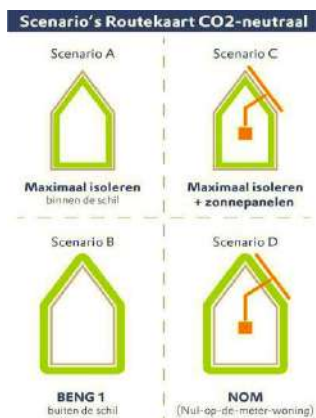 Scenario's Routekaart CO2-neutraal
Scenario A
Maximaal isoleren
binnen de schil
Scenario C
Maximaal isoleren
+ zonnepanelen
Scenario B
BENG 1
buiten de schil
Scenario D
NOM
(Nul-op-de-meter-woning)